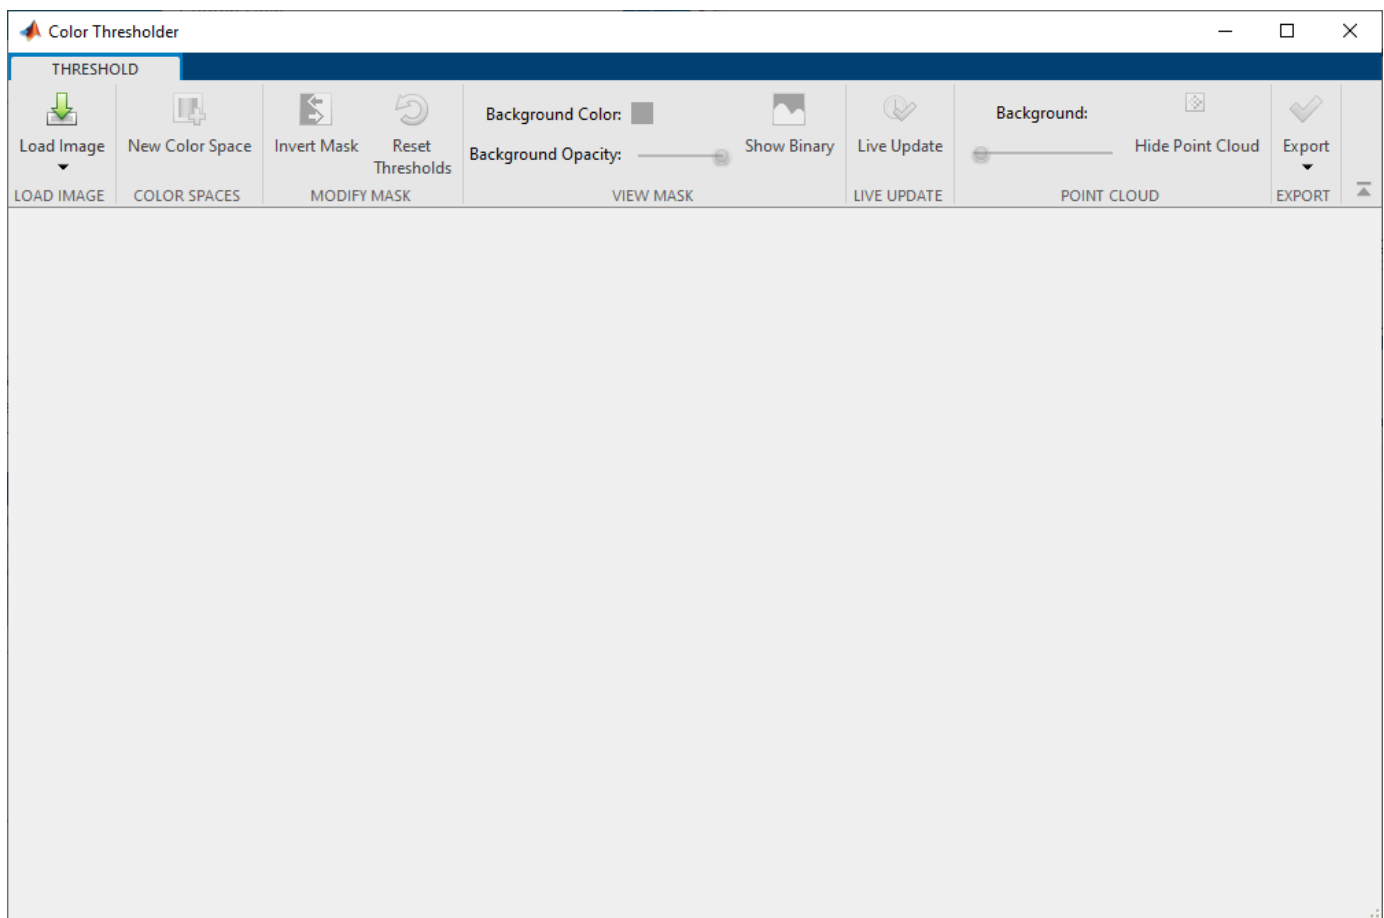 Color Thresholder
THRESHOLD
Load Image
LOAD IMAGE
New Color Space
COLOR SPACES
Invert Mask
Reset
Thresholds
MODIFY MASK
Background Color:
Background Opacity:
Show Binary
VIEW MASK
Live Update
LIVE UPDATE
Background:
Hide Point Cloud
POINT CLOUD
Export
EXPORT